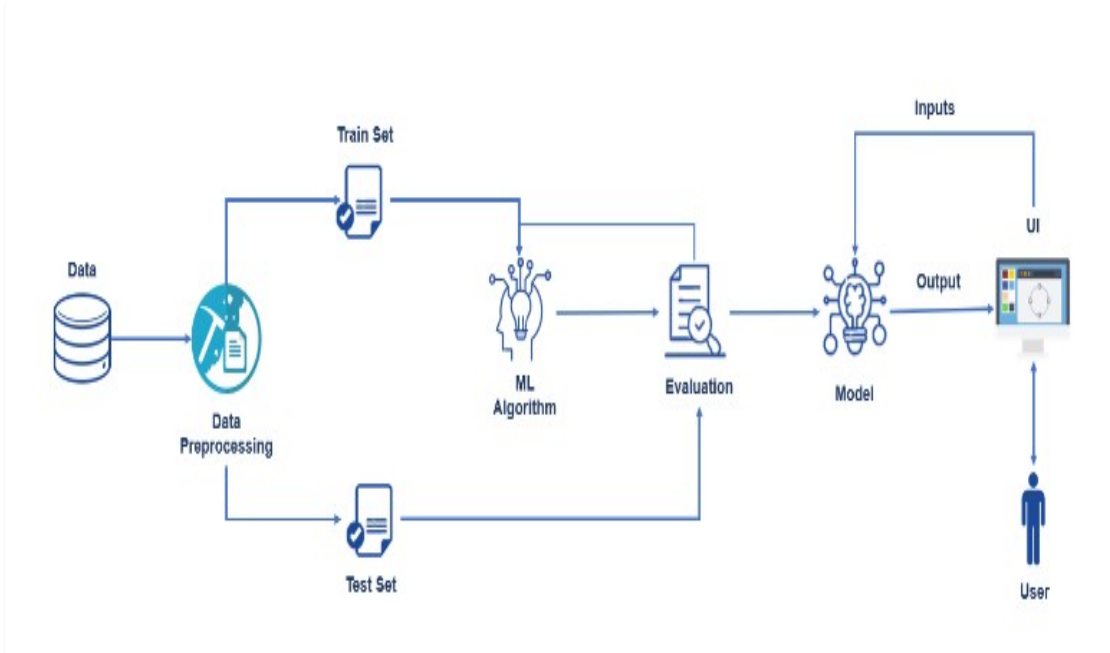 Inputs
Train Set
UI
Data
Output
ML
Algorithm
Evaluation
Model
Data
Preprocessing
Test Set
User